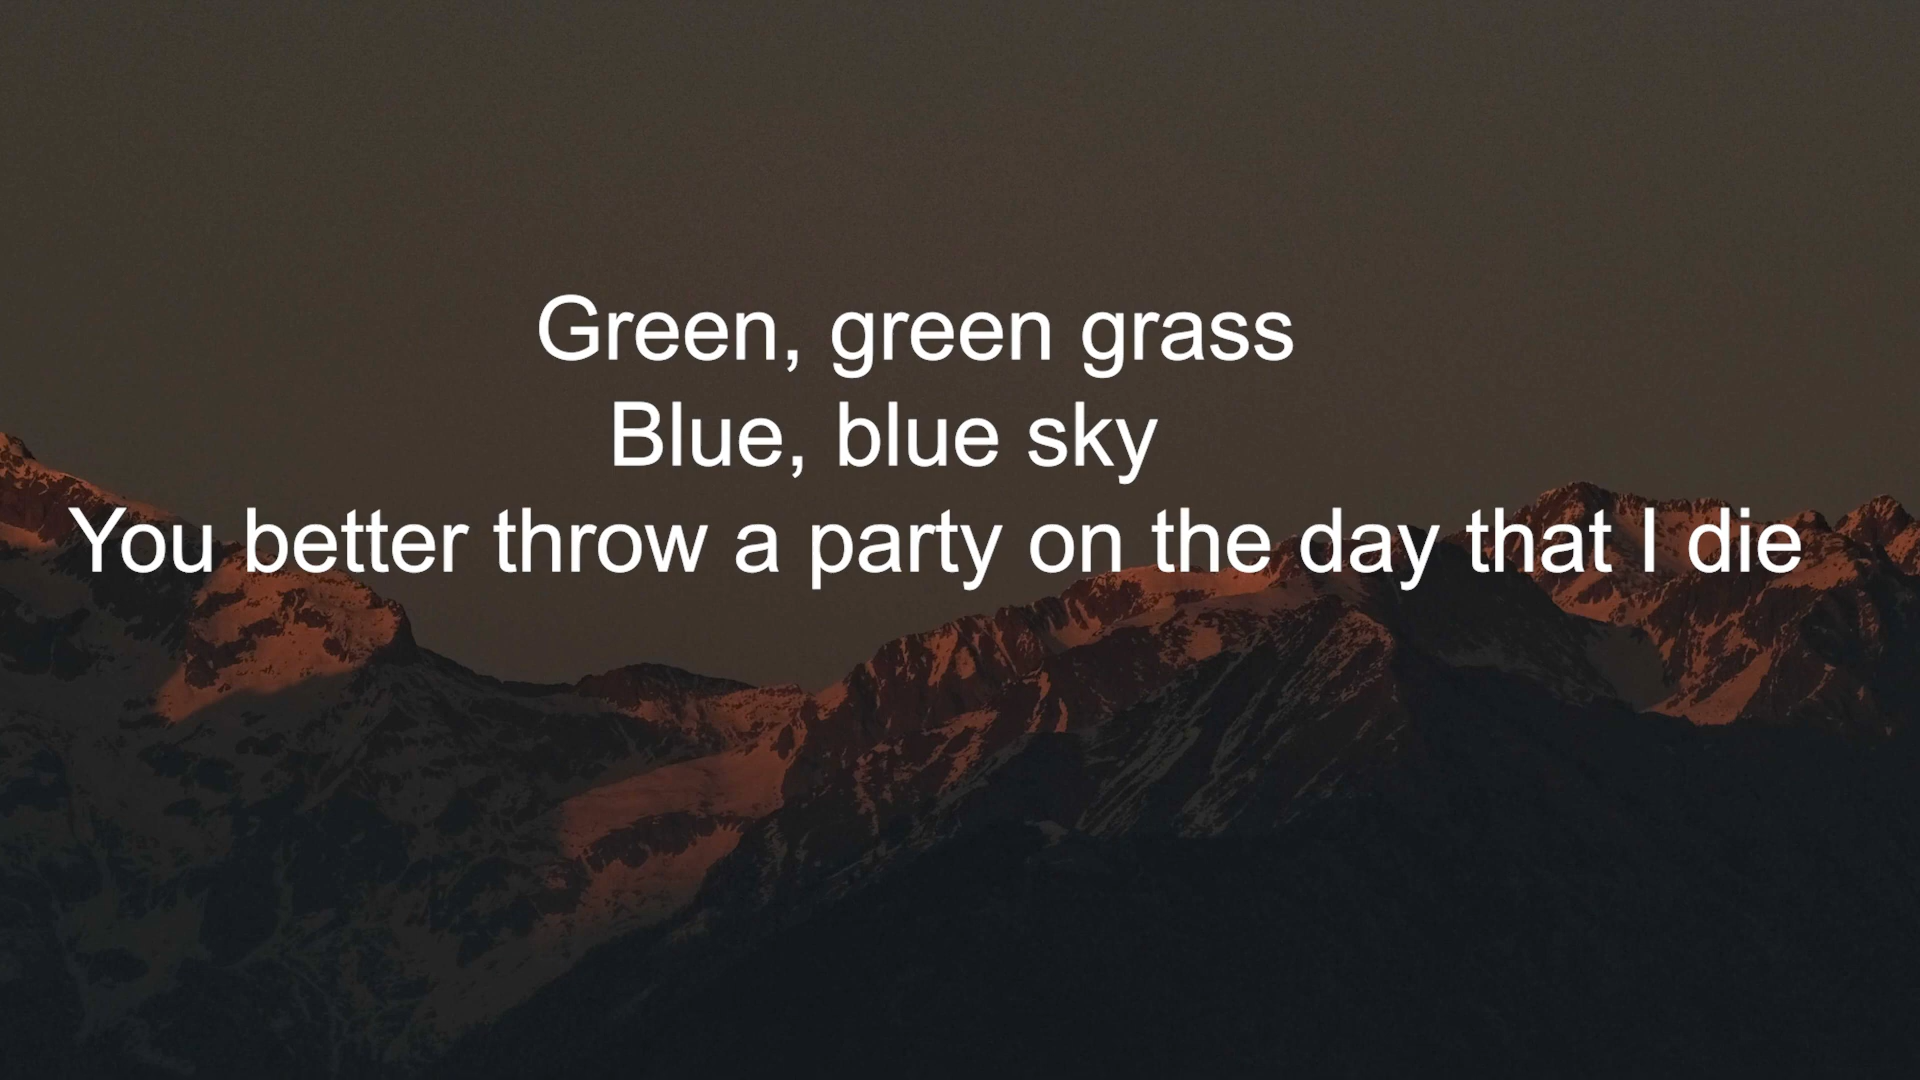 Green, green grass
Blue, blue sky
You better throw a party on the day that I die